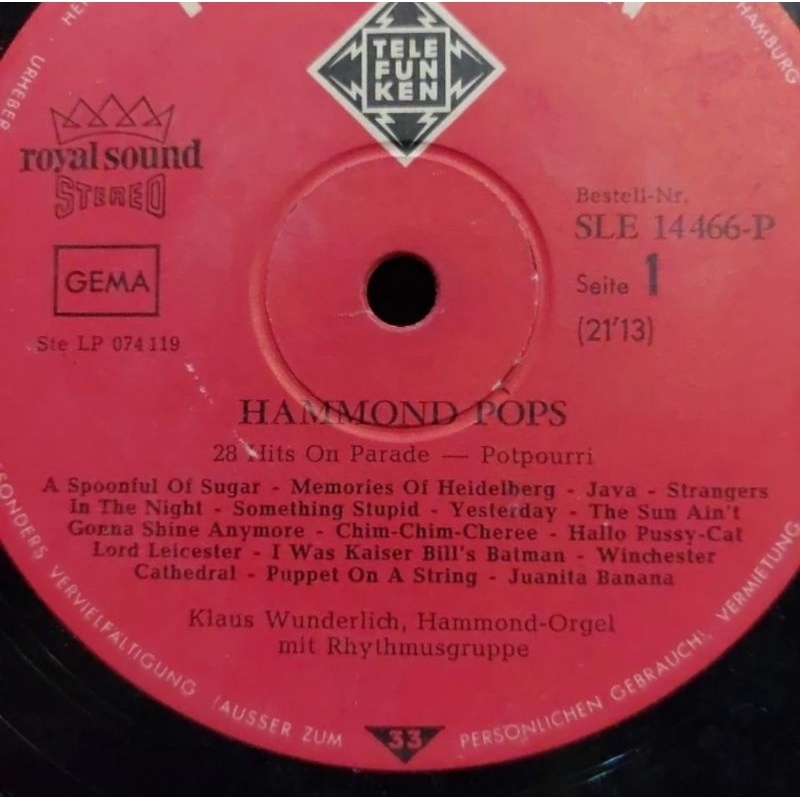 TELE
FUN
KEN
HAMBURG
URHEBER
royal sound
STEREO
GEMA
Ste LP 074 119
Bestell-Nr.
SLE 14 466-P
Seite 1
(21'13)
HAMMOND POPS
28 Hits On Parade — Potpourri
A Spoonful Of Sugar - Memories Of Heidelberg - Java - Strangers
In The Night - Something Stupid - Yesterday - The Sun Ain't
Gonna Shine Anymore - Chim-Chim-Cheree - Hallo Pussy-Cat
Lord Leicester - I Was Kaiser Bill's Batman - Winchester
Cathedral - Puppet On A String - Juanita Banana
Klaus Wunderlich, Hammond-Orgel
mit Rhythmusgruppe
VERVIELFÄLTIGUNG (AUSSER ZUM PERSÖNLICHEN GEBRAUCH), VERMIETUNG
33